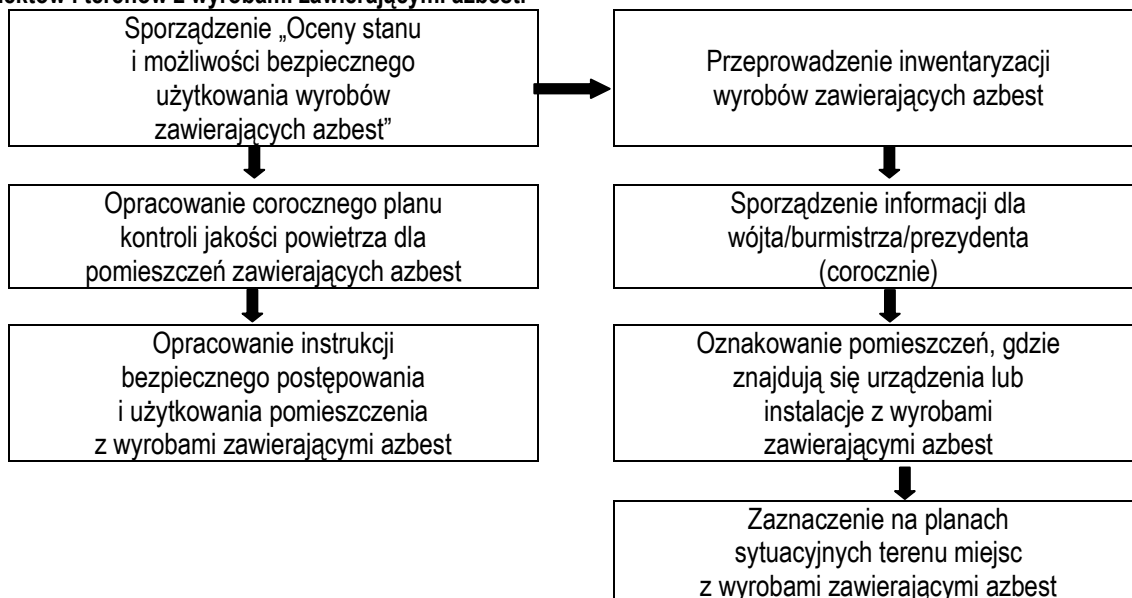 z wyrobami zawierającymi azbest.
Sporządzenie „Oceny stanu
i możliwości bezpiecznego
użytkowania wyrobów
zawierających azbest”
Przeprowadzenie inwentaryzacji
wyrobów zawierających azbest
Opracowanie corocznego planu
kontroli jakości powietrza dla
pomieszczeń zawierających azbest
Sporządzenie informacji dla
wójta/burmistrza/prezydenta
(corocznie)
Opracowanie instrukcji
bezpiecznego postępowania
i użytkowania pomieszczenia
z wyrobami zawierającymi azbest
Oznakowanie pomieszczeń, gdzie
znajdują się urządzenia lub
instalacje z wyrobami
zawierającymi azbest
Zaznaczenie na planach
sytuacyjnych terenu miejsc
z wyrobami zawierającymi azbest